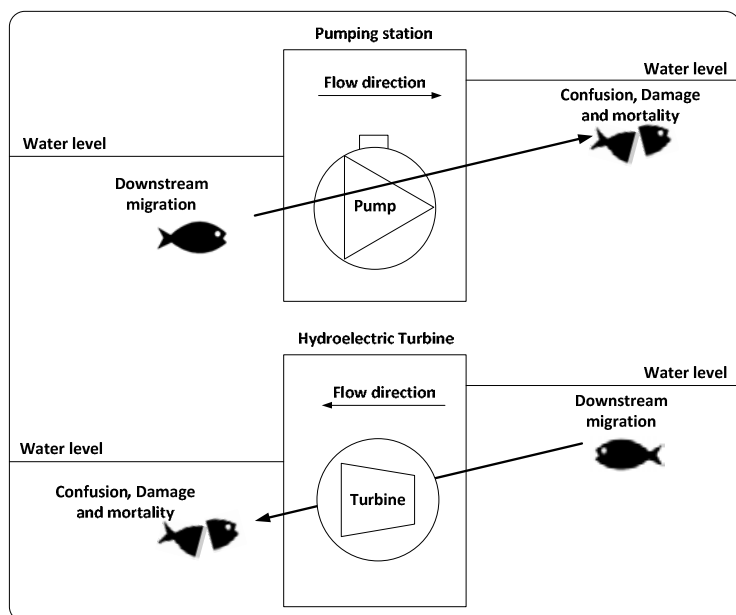 Pumping station
Water level
Flow direction
Confusion, Damage
and mortality
Water level
Downstream
migration
Pump
Hydroelectric Turbine
Water level
Flow direction
Downstream
migration
Water level
Confusion, Damage
and mortality
Turbine